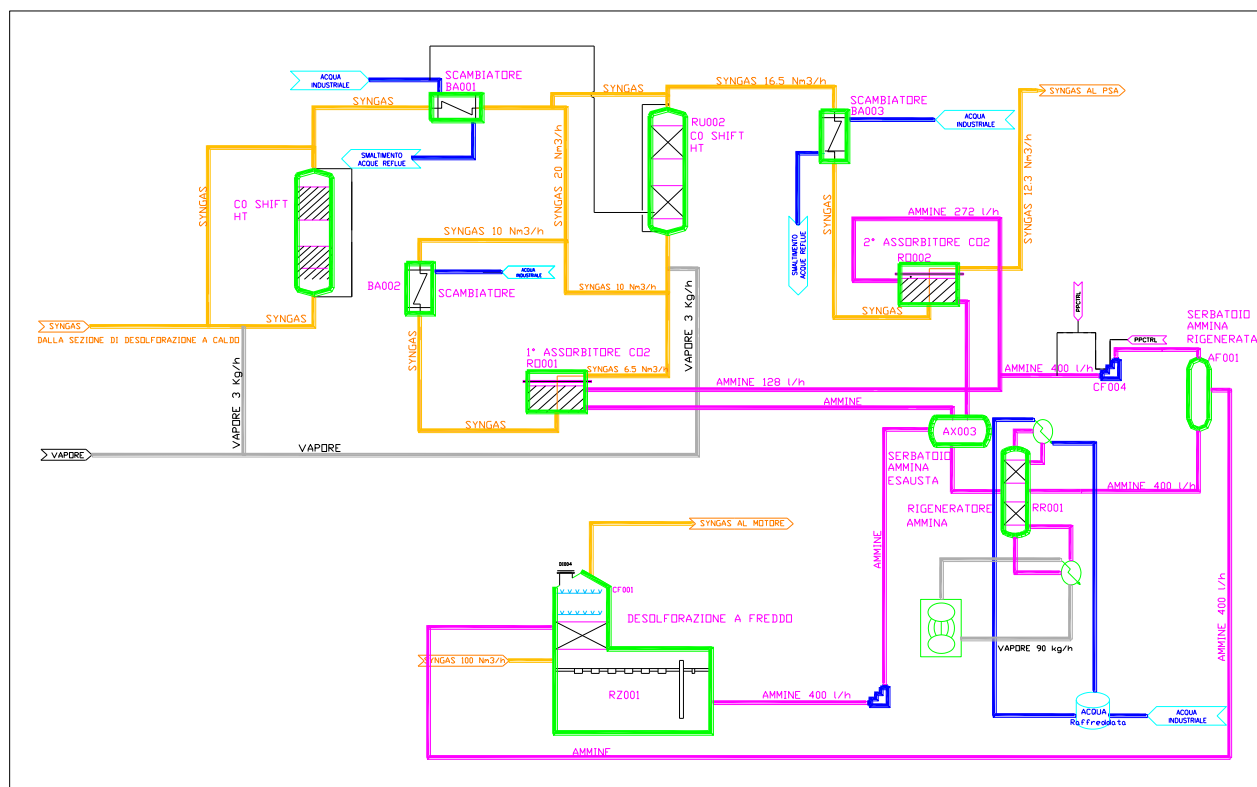 SYNGAS 16.5 Nm3/h
SCAMBIATORE
BA001
ACQUA
INDUSTRIALE
SYNGAS
SYNGAS
SCAMBIATORE
BA003
SYNGAS AL PSA
RU002
CO SHIFT
HT
ACQUA
INDUSTRIALE
SMALTIMENTO
ACQUE REFLUE
SYNGAS
SYNGAS 20 Nm3/h
SYNGAS 12.3 Nm3/h
CO SHIFT
HT
SYNGAS
AMMINE 272 l/h
SMALTIMENTO
ACQUE REFLUE
SYNGAS 10 Nm3/h
2° ASSORBITORE CO2
RO002
ACQUA
INDUSTRIALE
BA002
SCAMBIATORE
SYNGAS 10 Nm3/h
SYNGAS
SYNGAS
PPCTRL
SERBATOIO
AMMINA
RIGENERATA
AF001
SYNGAS
DALLA SEZIONE DI DESOLFORAZIONE A CALDO
PPCTRL
VAPORE 3 Kg/h
SYNGAS
1° ASSORBITORE CO2
RO001
SYNGAS 6.5 Nm3/h
VAPORE 3 Kg/h
AMMINE 400 l/h
CF004
AMMINE 128 l/h
AMMINE
SYNGAS
AX003
VAPORE
VAPORE
SERBATOIO
AMMINA
ESAUSTA
AMMINE 400 l/h
RIGENERATORE
AMMINA
RR001
SYNGAS AL MOTORE
AMMINE
DI004
CF001
DESOLFORAZIONE A FREDDO
SYNGAS 100 Nm3/h
VAPORE 90 kg/h
AMMINE 400 l/h
RZ001
AMMINE 400 l/h
ACQUA
Raffreddata
ACQUA
INDUSTRIALE
AMMINE